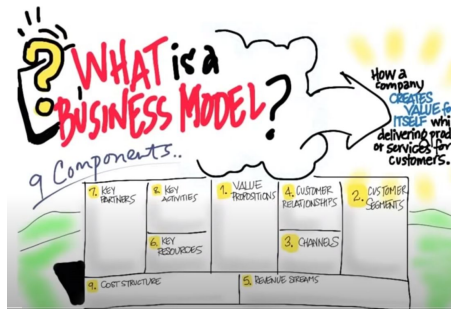 ?
WHAT is a
BUSINESS MODEL?
How a
company
CREATES
VALUE fo
ITSELF whi
delivering prod
or services for
customers.
9 Components..
7. KEY
PARTNERS
8. KEY
ACTIVITIES
6. KEY
RESOURCES
1. VALUE
PROPOSITIONS
4. CUSTOMER
RELATIONSHIPS
3. CHANNELS
2. CUSTOMER
SEGMENTS
9. COST STRUCTURE
5. REVENUE STREAMS